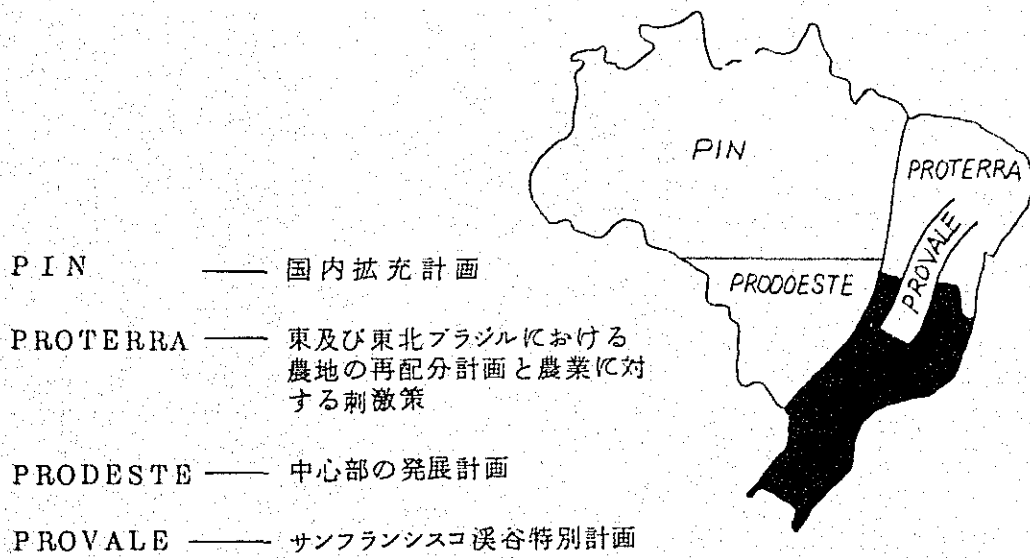 PIN
PROTERRA
PROVALE
PRODOESTE
PIN —— 国内拡充計画
PROTERRA —— 東及び東北ブラジルにおける
農地の再配分計画と農業に対
する刺激策
PRODESTE —— 中心部の発展計画
PROVALE —— サンフランシスコ渓谷特別計画